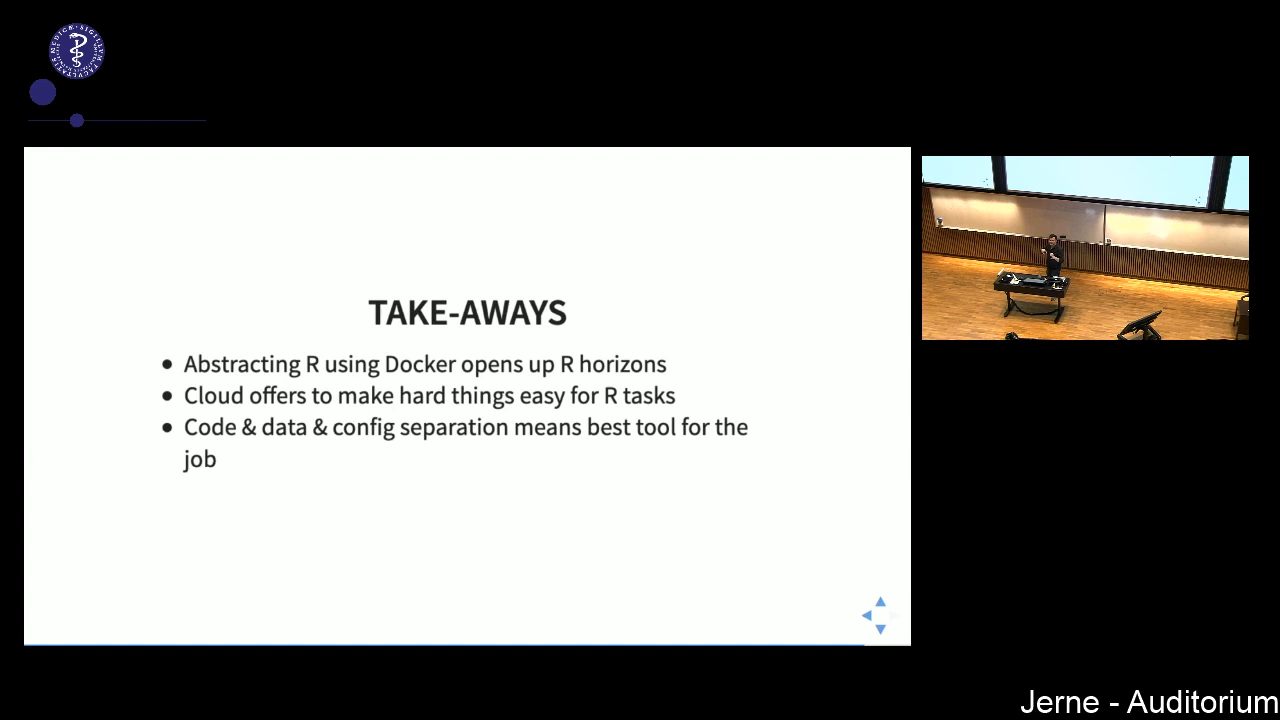 TAKE-AWAYS
Abstracting R using Docker opens up R horizons
Cloud offers to make hard things easy for R tasks
Code & data & config separation means best tool for the
job
Jerne - Auditorium